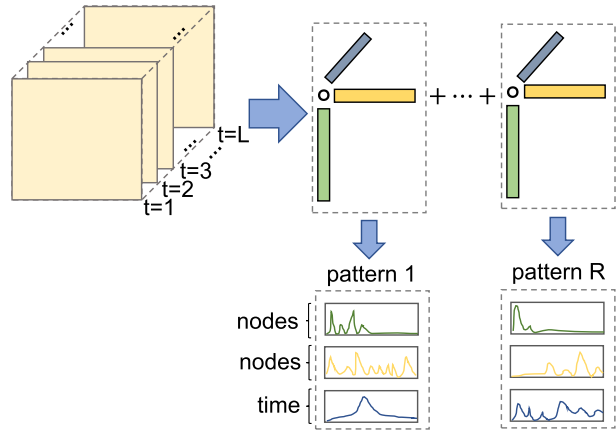 ...
...
t=L
...
t=3
...
t=2
t=1
+ ... +
pattern 1
pattern R
nodes
nodes
time